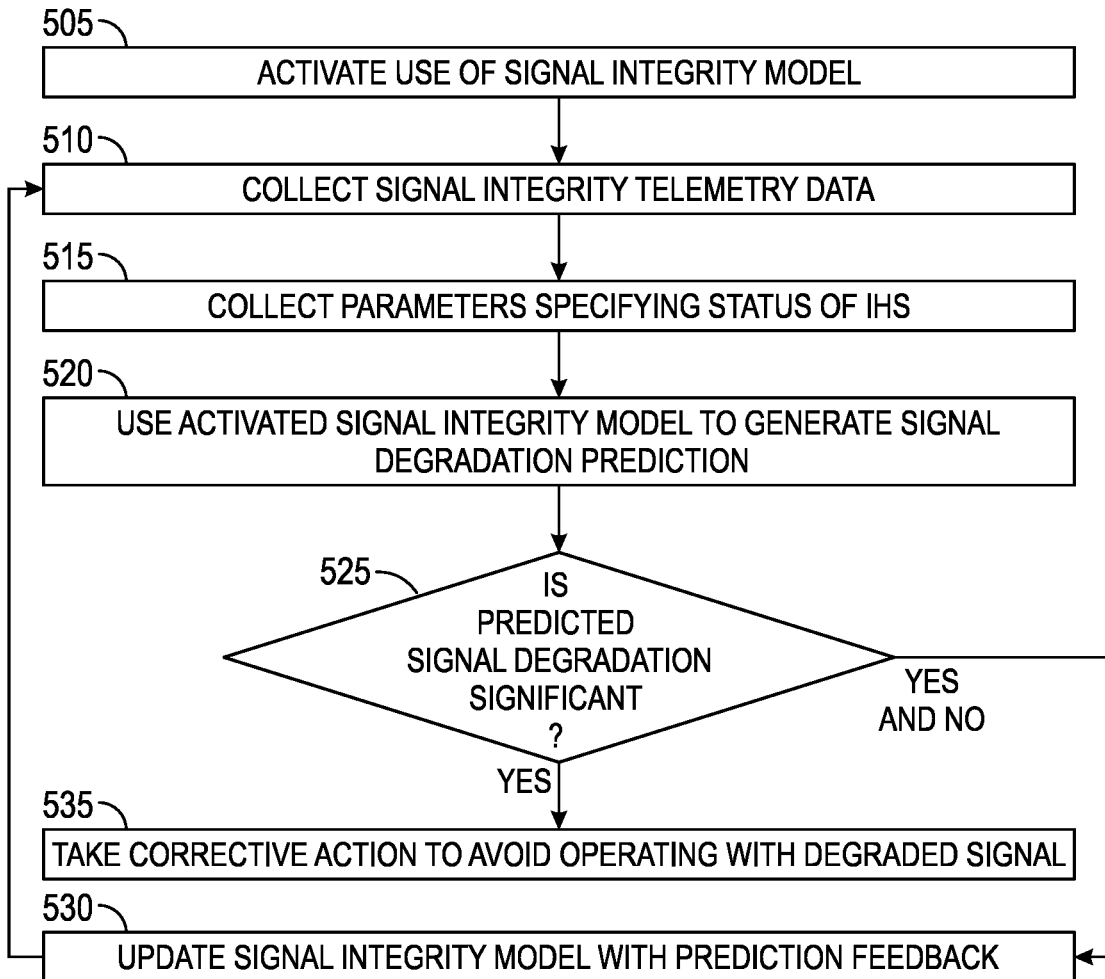 505
ACTIVATE USE OF SIGNAL INTEGRITY MODEL
510
COLLECT SIGNAL INTEGRITY TELEMETRY DATA
515
COLLECT PARAMETERS SPECIFYING STATUS OF IHS
520
USE ACTIVATED SIGNAL INTEGRITY MODEL TO GENERATE SIGNAL
DEGRADATION PREDICTION
525
IS
PREDICTED
SIGNAL DEGRADATION
SIGNIFICANT
?
YES
AND NO
YES
535
TAKE CORRECTIVE ACTION TO AVOID OPERATING WITH DEGRADED SIGNAL
530
UPDATE SIGNAL INTEGRITY MODEL WITH PREDICTION FEEDBACK